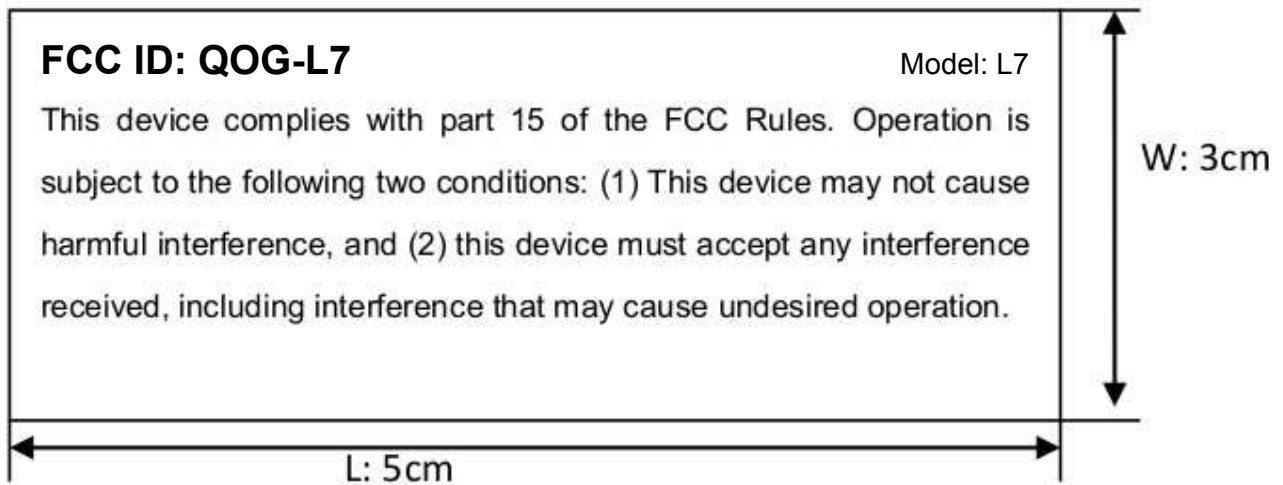 FCC ID: QOG-L7 Model: L7
This device complies with part 15 of the FCC Rules. Operation is
subject to the following two conditions: (1) This device may not cause
harmful interference, and (2) this device must accept any interference
received, including interference that may cause undesired operation.
W: 3cm
L: 5cm